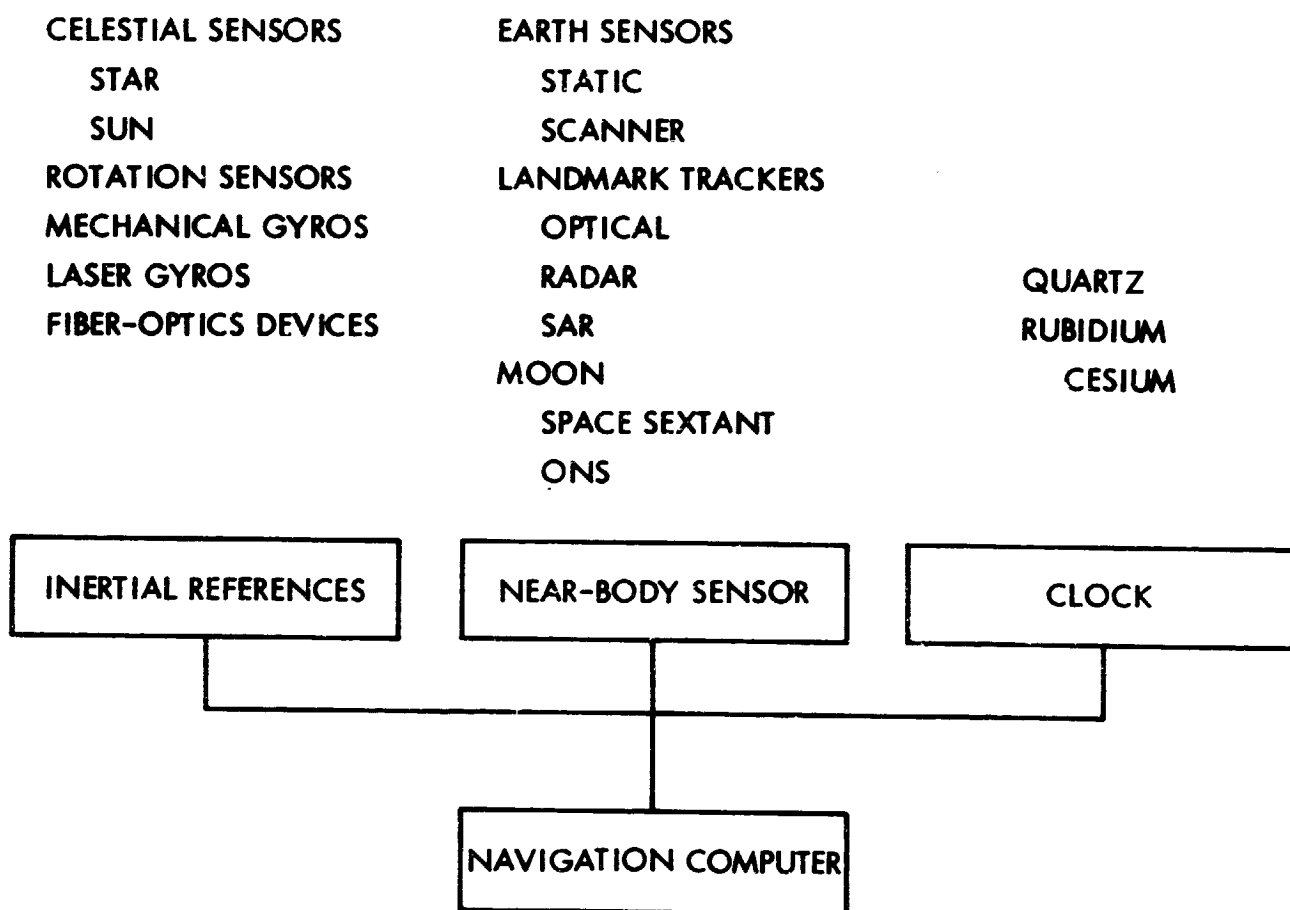 CELESTIAL SENSORS
STAR
SUN
ROTATION SENSORS
MECHANICAL GYROS
LASER GYROS
FIBER-OPTICS DEVICES
EARTH SENSORS
STATIC
SCANNER
LANDMARK TRACKERS
OPTICAL
RADAR
SAR
MOON
SPACE SEXTANT
ONS
QUARTZ
RUBIDIUM
CESIUM
INERTIAL REFERENCES
NEAR-BODY SENSOR
CLOCK
NAVIGATION COMPUTER